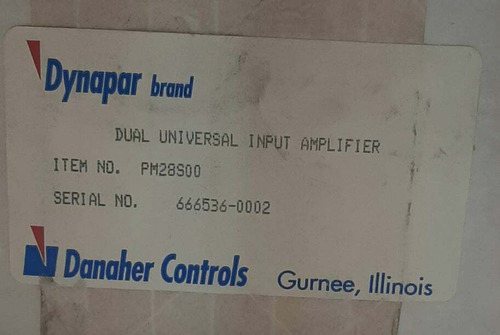 Dynapar brand
DUAL UNIVERSAL INPUT AMPLIFIER
ITEM NO. PM28S00
SERIAL NO. 666536-0002
Danaher Controls Gurnee, Illinois